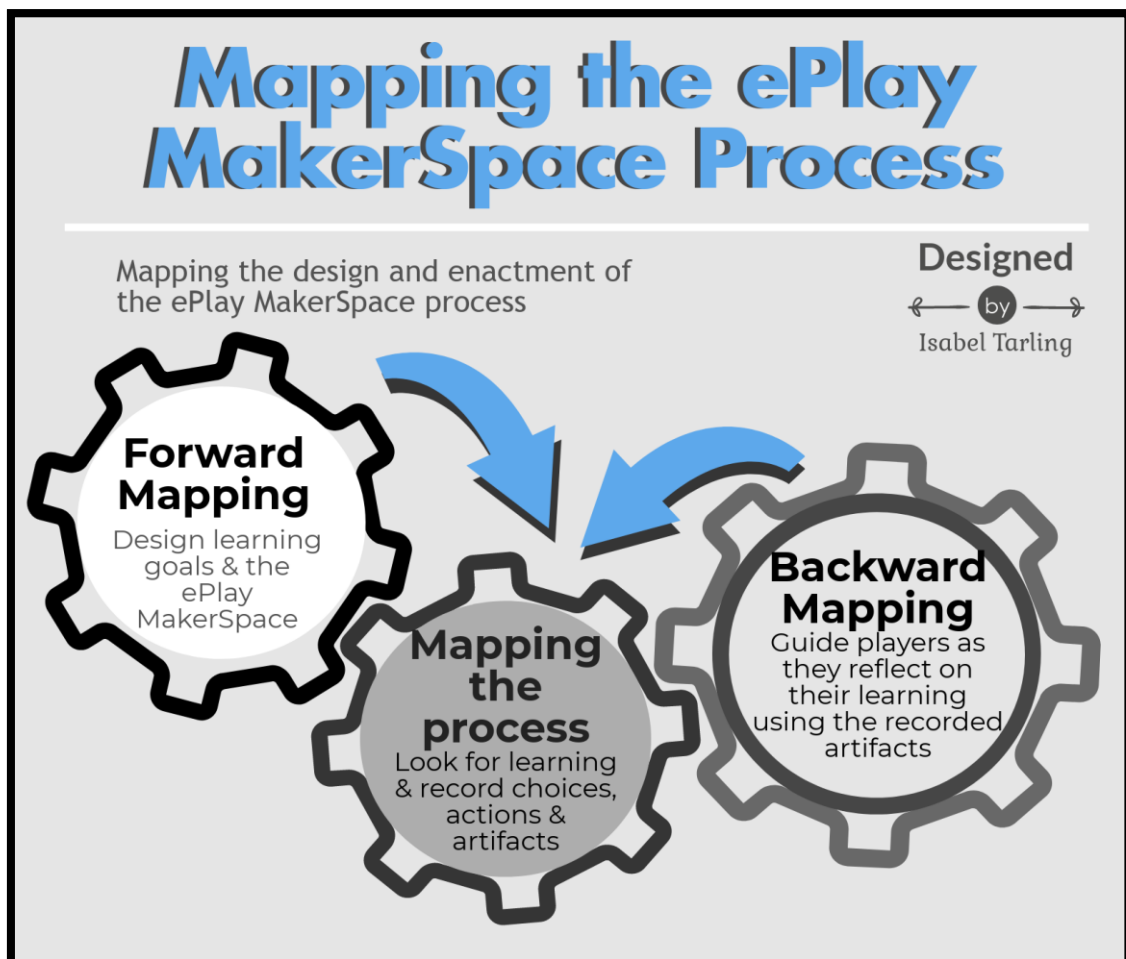 Mapping the ePlay
MakerSpace Process
Mapping the design and enactment of
the ePlay MakerSpace process
Designed
by
Isabel Tarling
Forward
Mapping
Design learning
goals & the
ePlay
MakerSpace
Mapping
the
process
Look for learning
& record choices,
actions &
artifacts
Backward
Mapping
Guide players as
they reflect on
their learning
using the recorded
artifacts